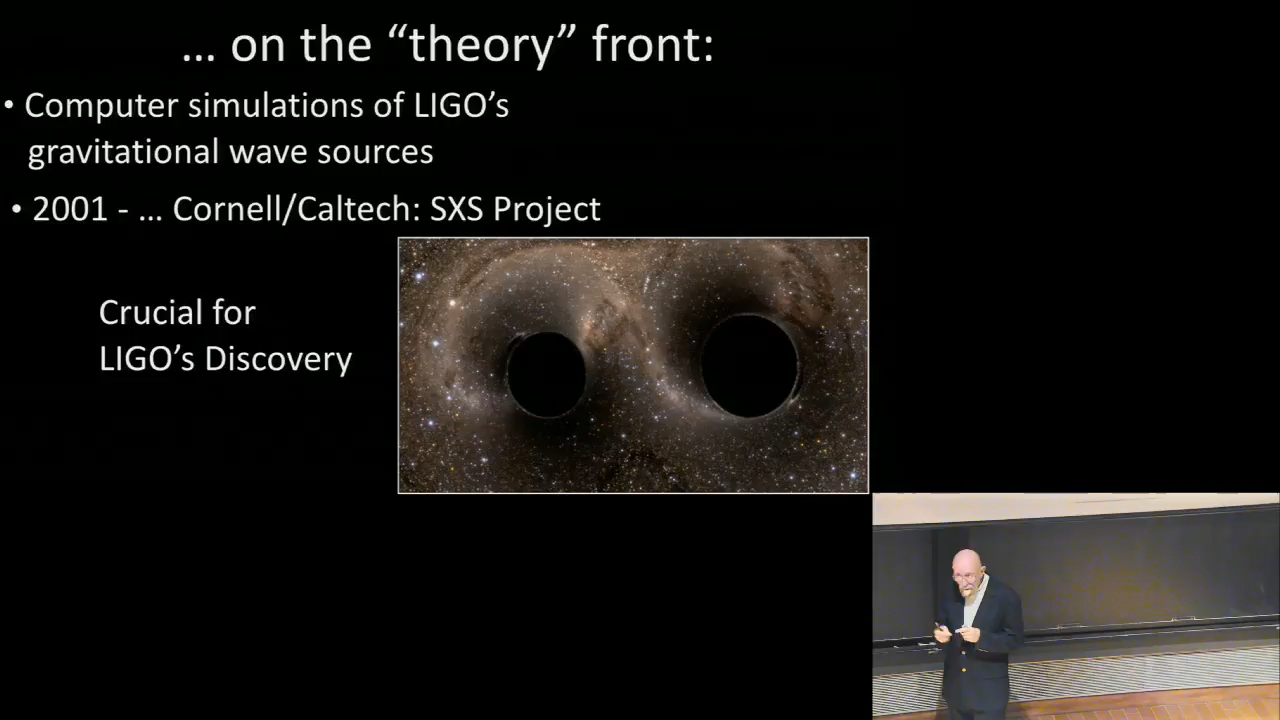 ... on the “theory” front:
• Computer simulations of LIGO’s
gravitational wave sources
• 2001 - ... Cornell/Caltech: SXS Project
Crucial for
LIGO’s Discovery